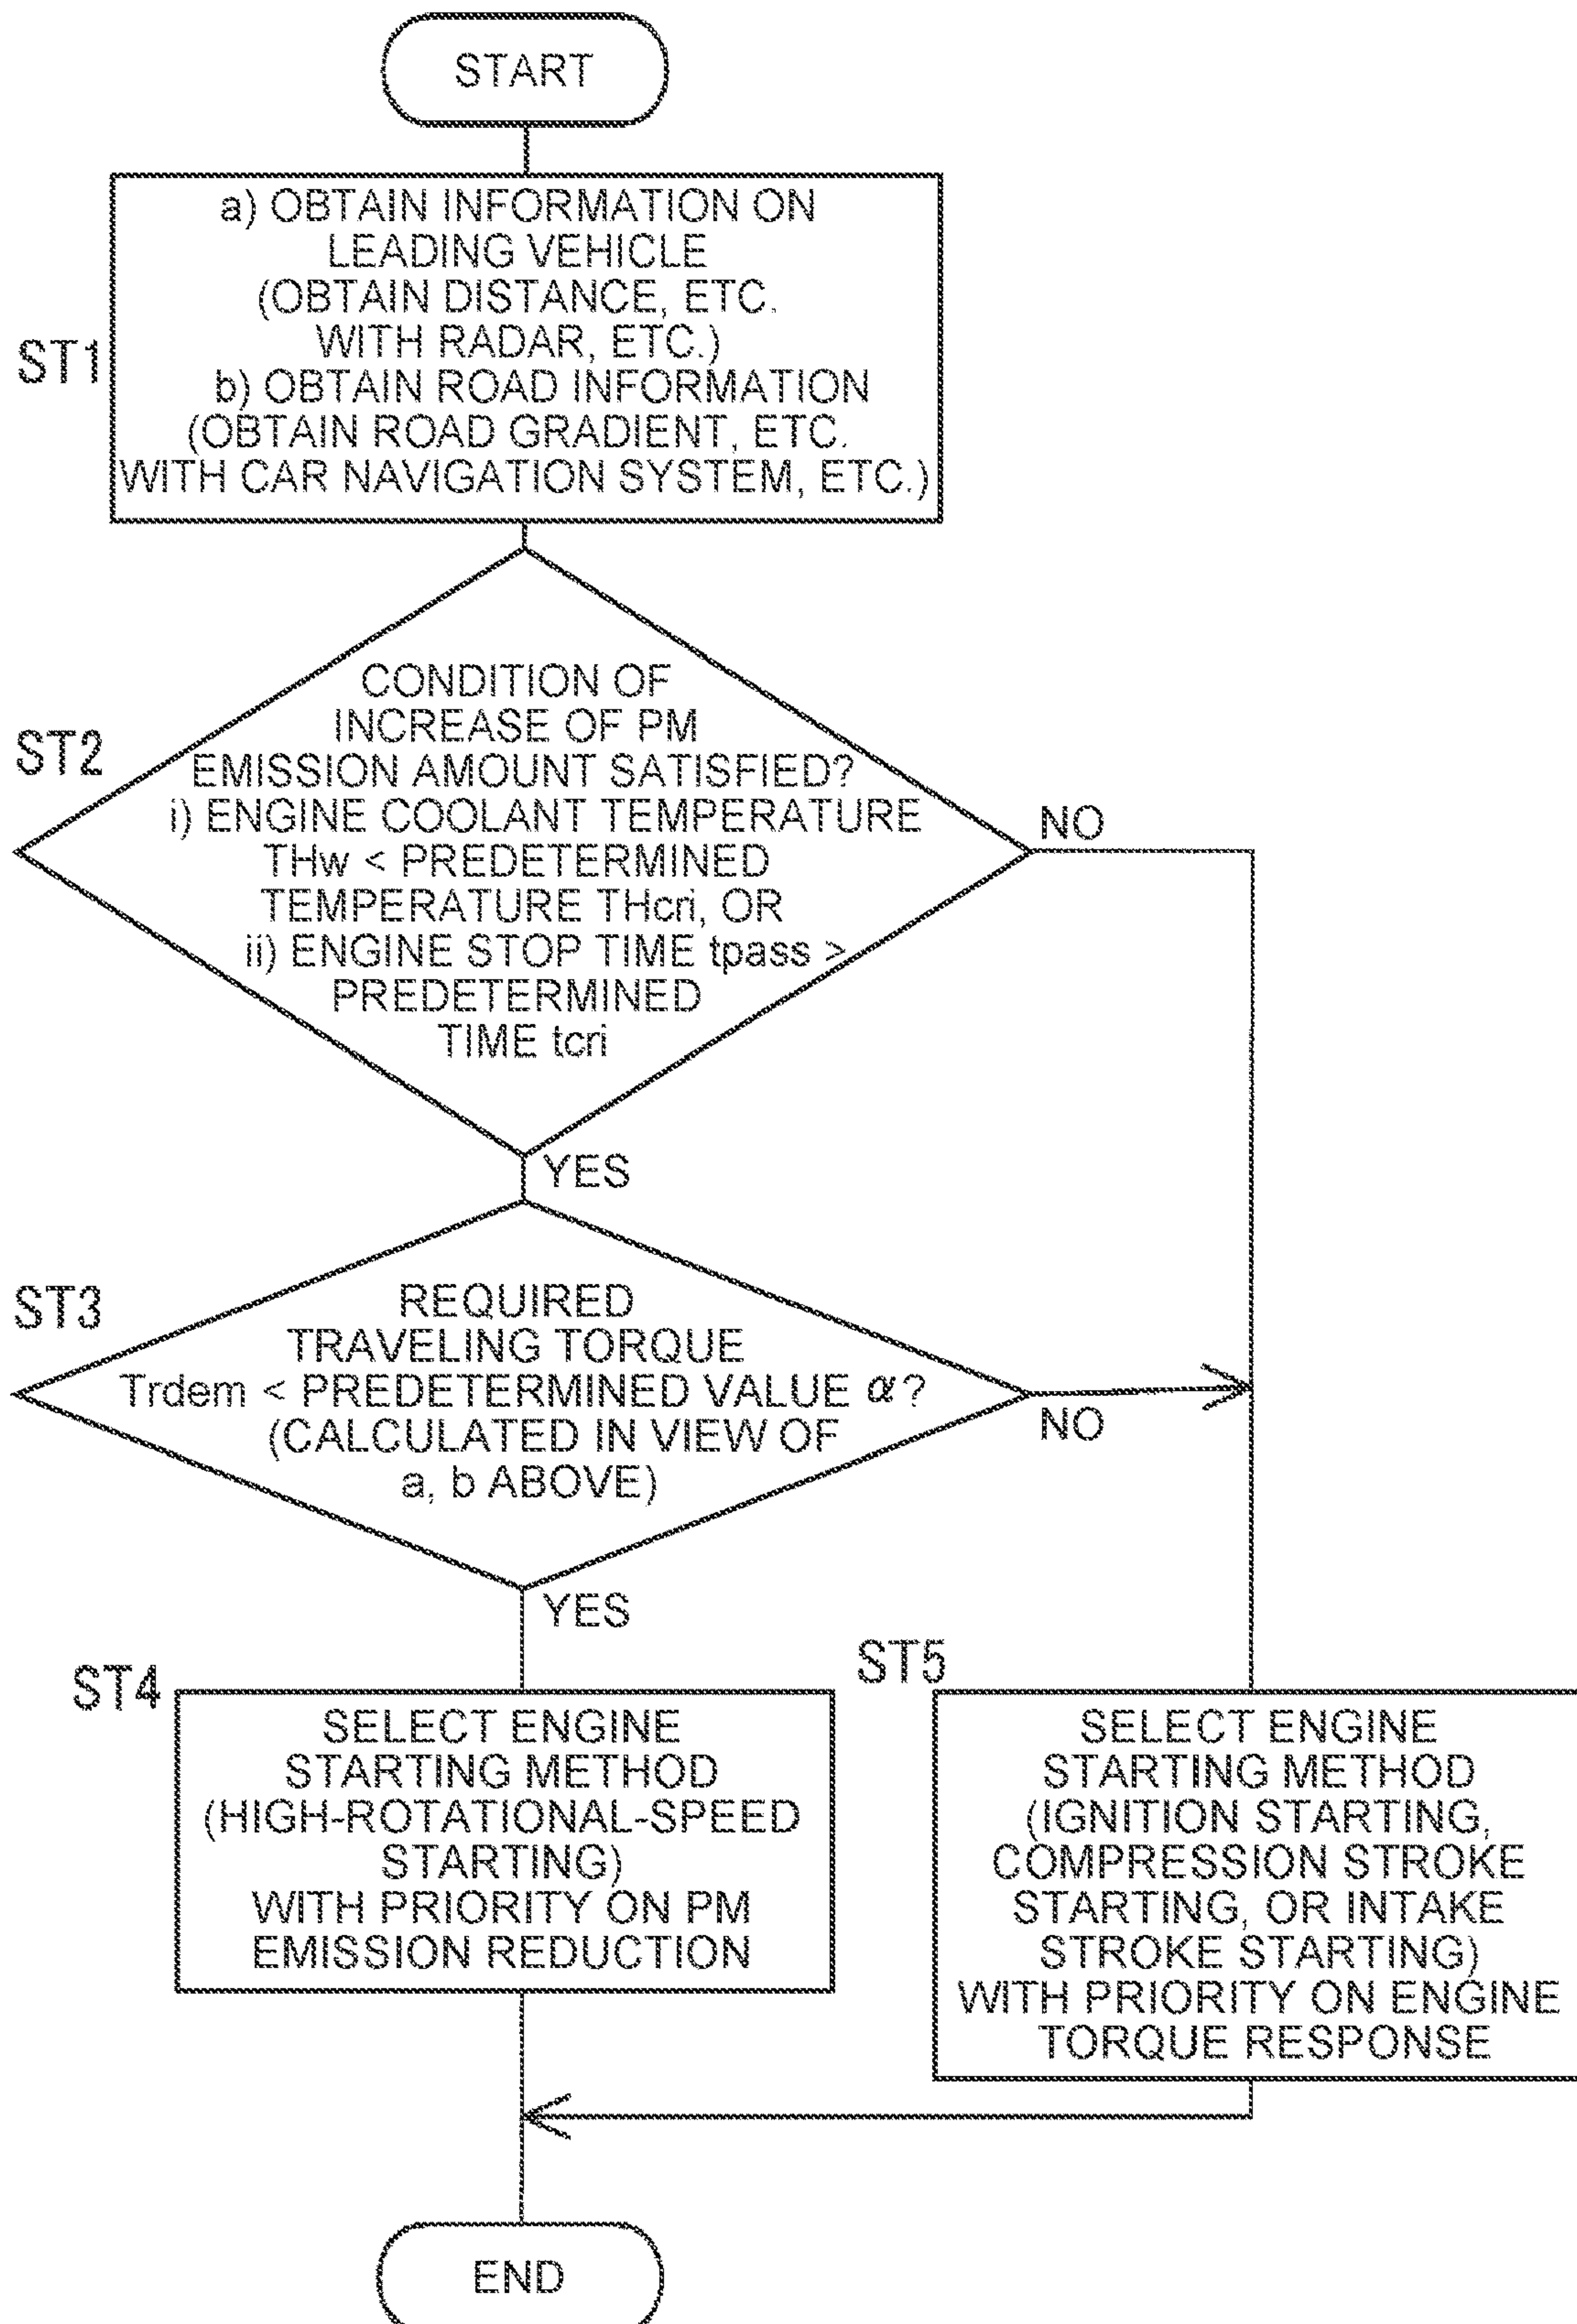 START
ST1
a) OBTAIN INFORMATION ON
LEADING VEHICLE
(OBTAIN DISTANCE, ETC.
WITH RADAR, ETC.)
b) OBTAIN ROAD INFORMATION
(OBTAIN ROAD GRADIENT, ETC.
WITH CAR NAVIGATION SYSTEM, ETC.)
ST2
CONDITION OF
INCREASE OF PM
EMISSION AMOUNT SATISFIED?
i) ENGINE COOLANT TEMPERATURE
THw < PREDETERMINED
TEMPERATURE THcri, OR
ii) ENGINE STOP TIME tpass >
PREDETERMINED
TIME tcri
NO
YES
ST3
REQUIRED
TRAVELING TORQUE
Trdem < PREDETERMINED VALUE α?
(CALCULATED IN VIEW OF
a, b ABOVE)
NO
YES
ST4
SELECT ENGINE
STARTING METHOD
(HIGH-ROTATIONAL-SPEED
STARTING)
WITH PRIORITY ON PM
EMISSION REDUCTION
ST5
SELECT ENGINE
STARTING METHOD
(IGNITION STARTING,
COMPRESSION STROKE
STARTING, OR INTAKE
STROKE STARTING)
WITH PRIORITY ON ENGINE
TORQUE RESPONSE
END